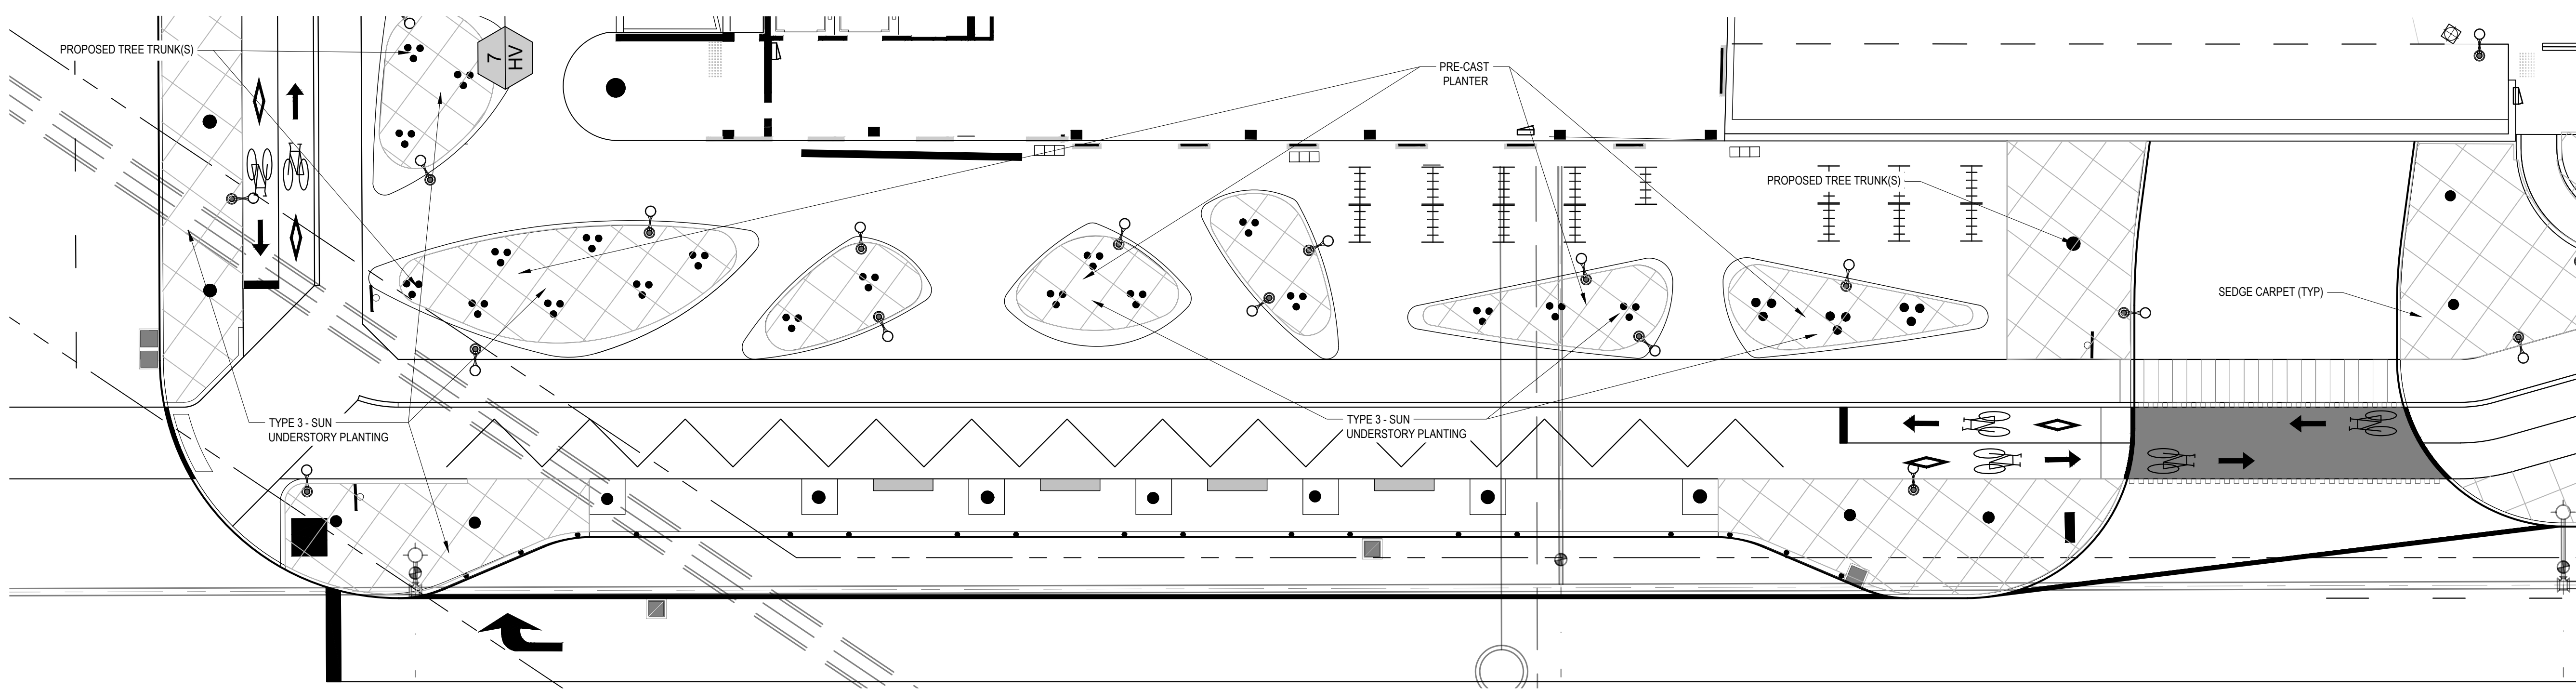 PROPOSED TREE TRUNK(S)
7
HV
PRE-CAST
PLANTER
PROPOSED TREE TRUNK(S)
SEDGE CARPET (TYP)
TYPE 3 - SUN
UNDERSTORY PLANTING
TYPE 3 - SUN
UNDERSTORY PLANTING